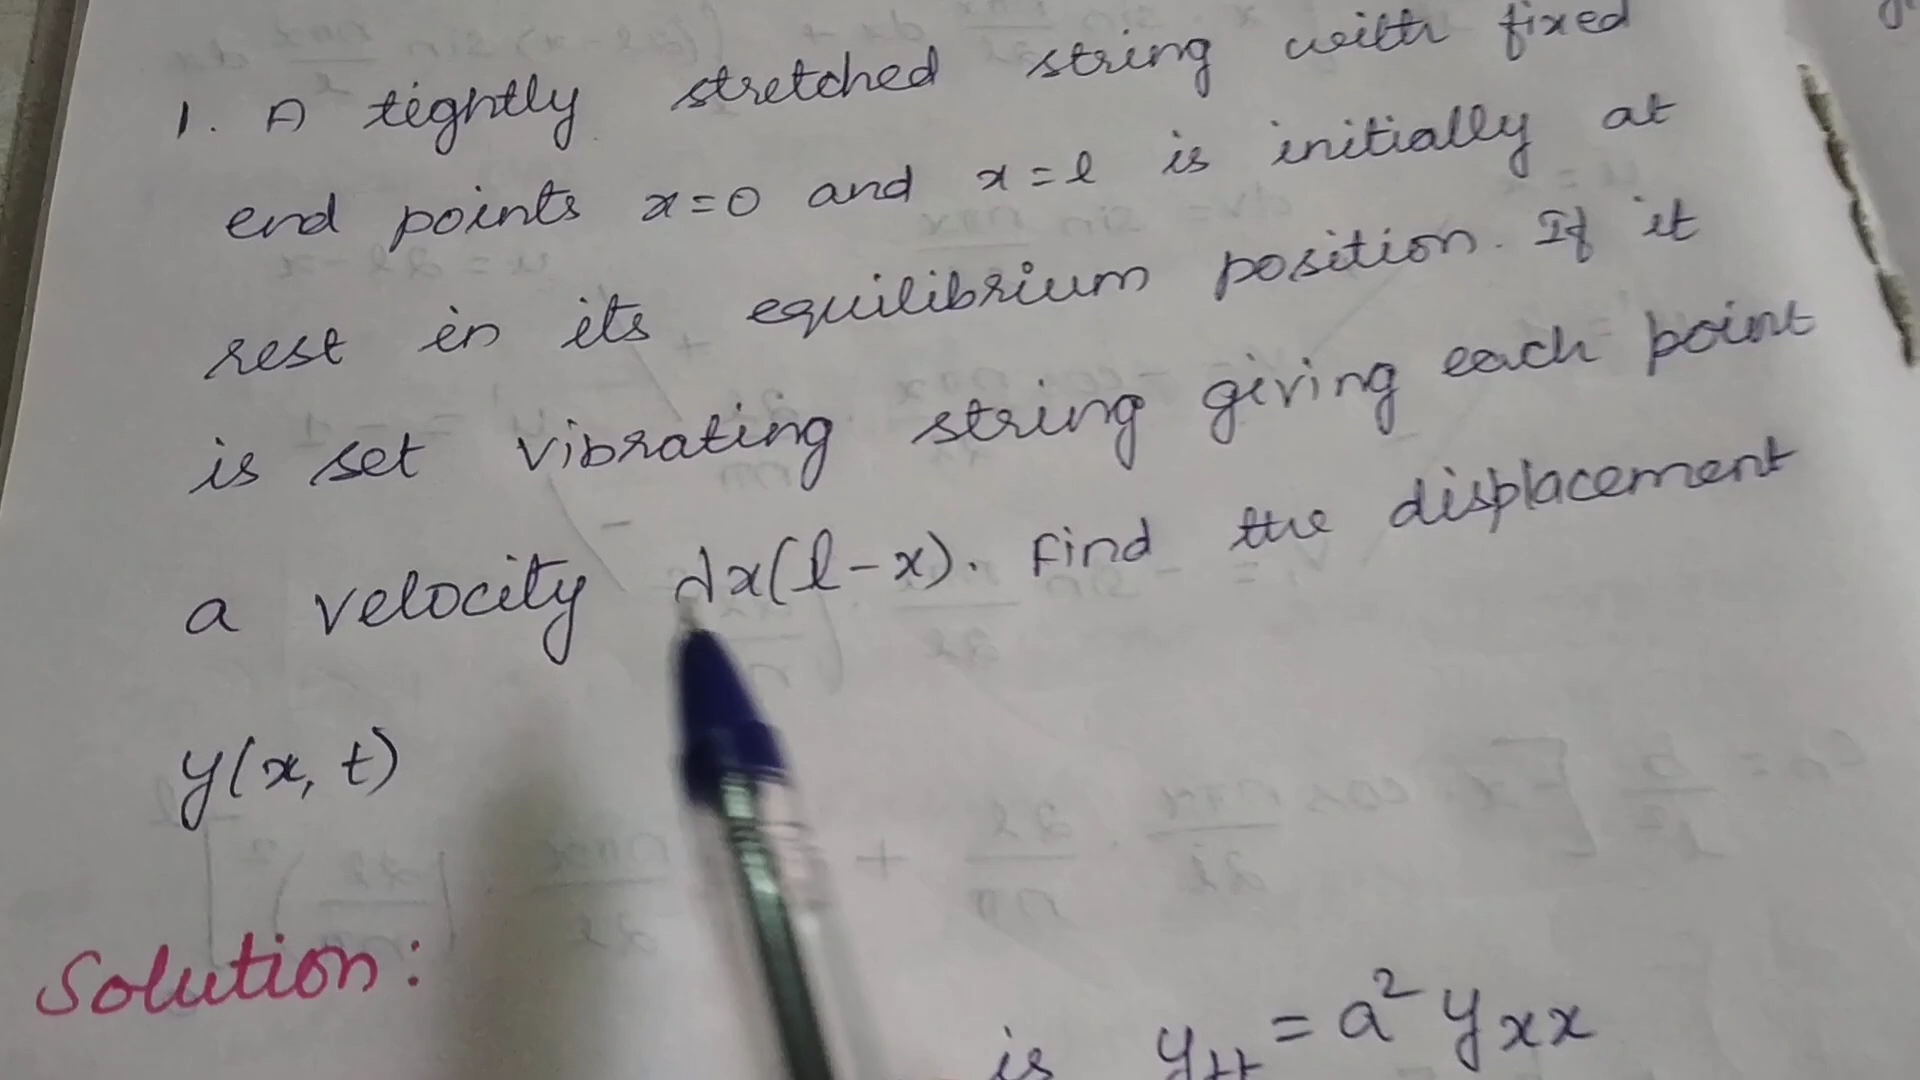 1. A tightly stretched string with fixed
end points x=0 and x=l is initially at
rest in its equilibrium position. If it
is set vibrating string giving each point
a velocity λx(l-x). Find the displacement
y(x,t)
Solution:
is y_tt = a² y_xx